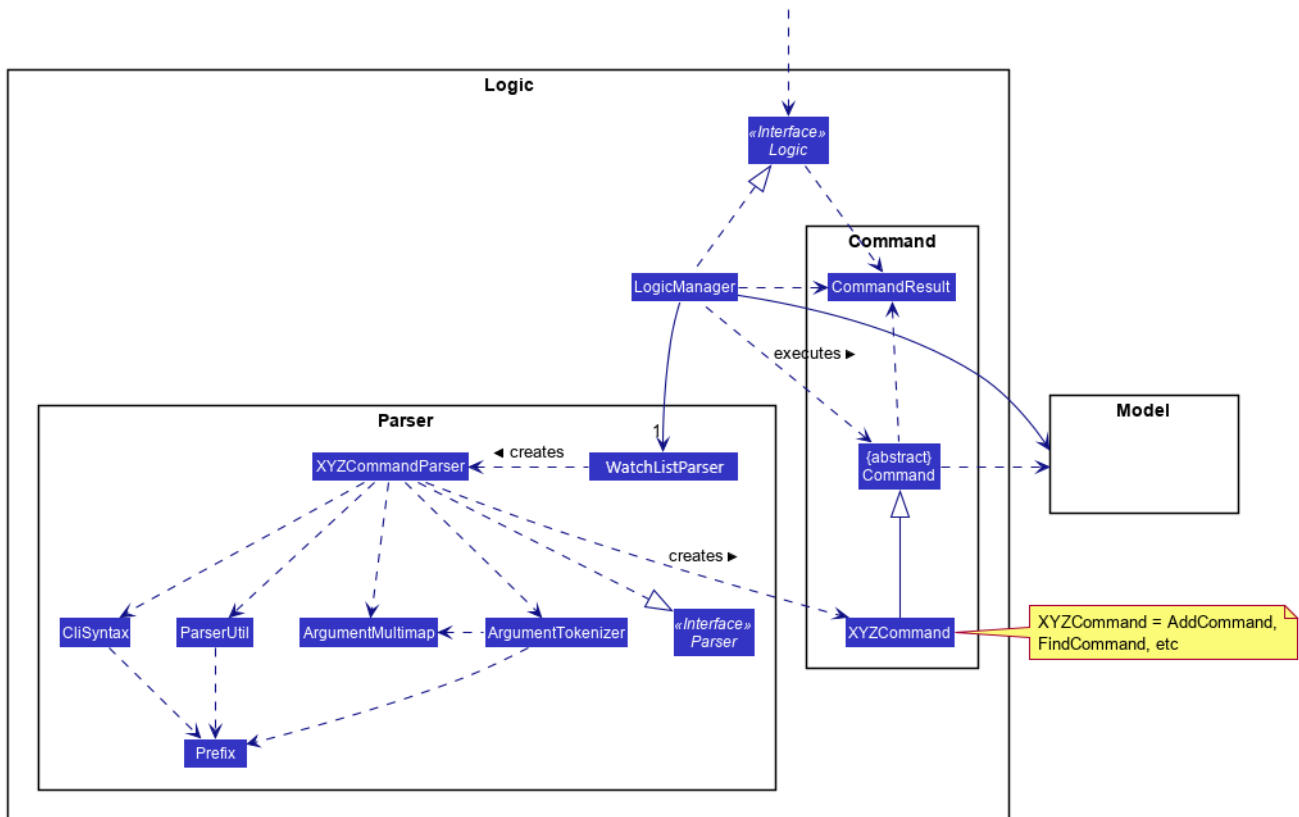 Logic
«Interface»
Logic
Command
LogicManager
CommandResult
executes ►
Model
Parser
1
◄ creates
XYZCommandParser
WatchListParser
{abstract}
Command
creates ►
CliSyntax
ParserUtil
ArgumentMultimap
ArgumentTokenizer
«Interface»
Parser
XYZCommand
XYZCommand = AddCommand,
FindCommand, etc
Prefix